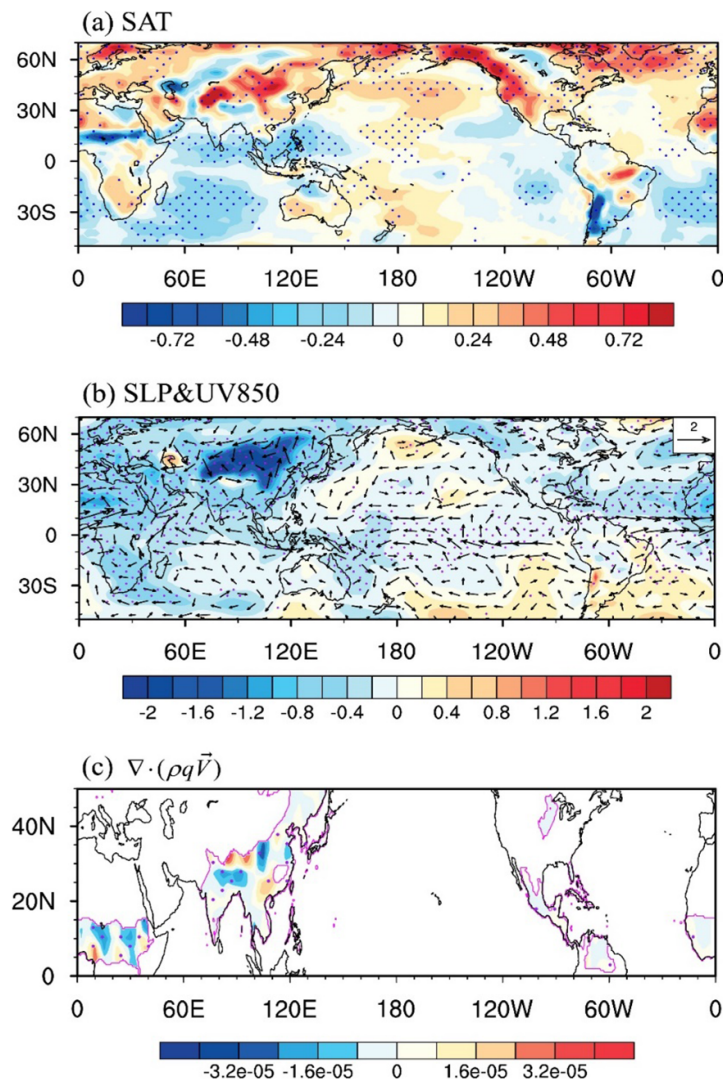 (a) SAT
60N
30N
0
30S
0 60E 120E 180 120W 60W 0
-0.72 -0.48 -0.24 0 0.24 0.48 0.72
(b) SLP&UV850
2
60N
30N
0
30S
0 60E 120E 180 120W 60W 0
-2 -1.6 -1.2 -0.8 -0.4 0 0.4 0.8 1.2 1.6 2
(c) ∇·(ρqV⃗)
40N
20N
0
0 60E 120E 180 120W 60W 0
-3.2e-05 -1.6e-05 0 1.6e-05 3.2e-05